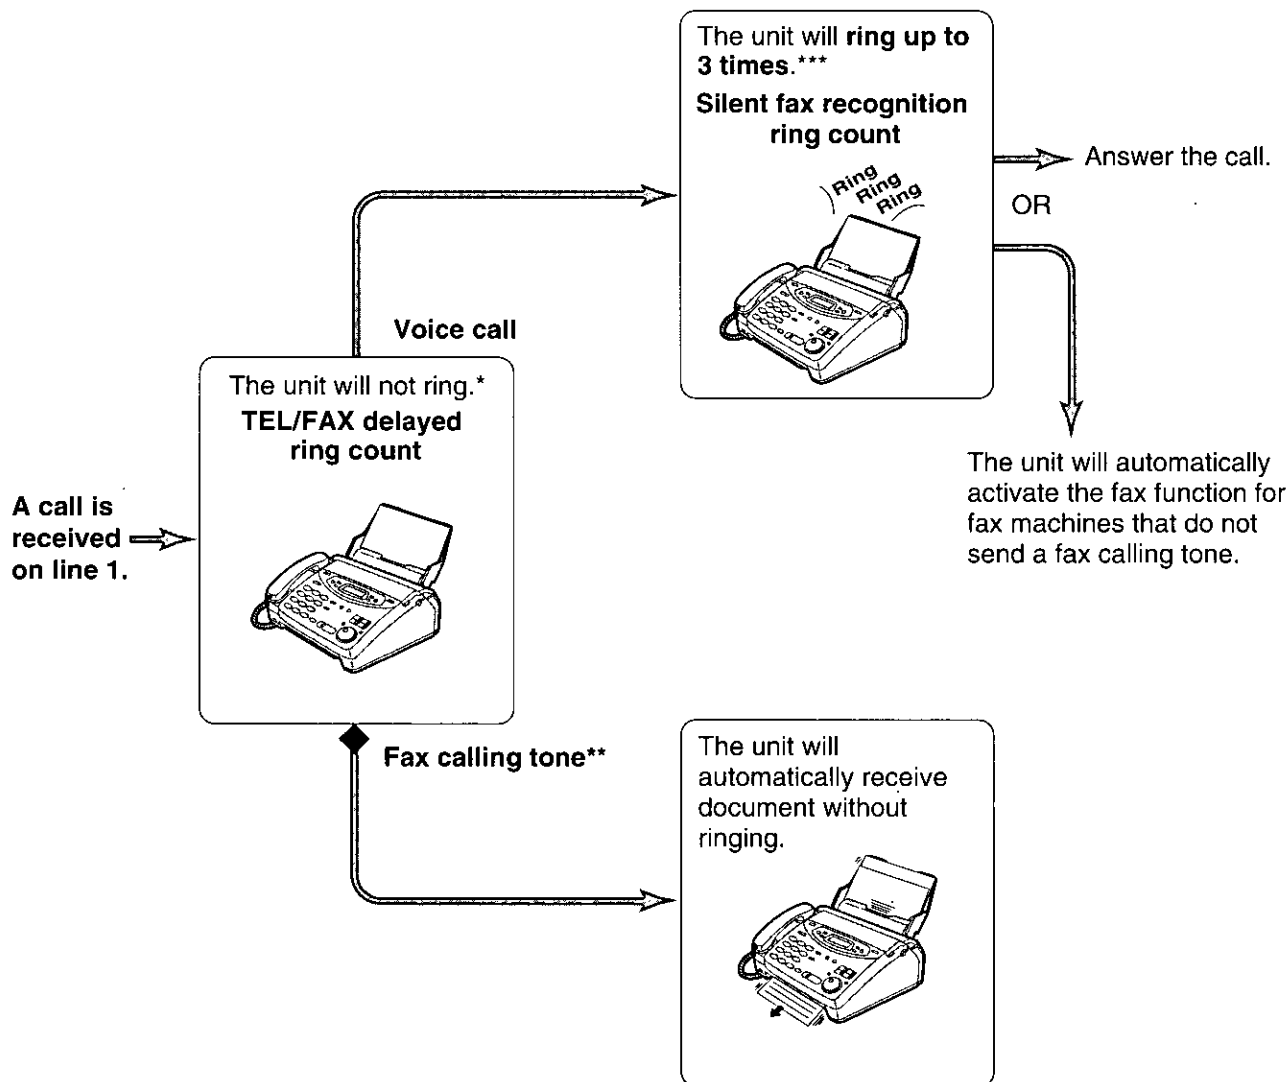 The unit will ring up to
3 times.***
Silent fax recognition
ring count
Ring
Ring
Ring
Answer the call.
OR
The unit will automatically
activate the fax function for
fax machines that do not
send a fax calling tone.
Voice call
The unit will not ring.*
TEL/FAX delayed
ring count
A call is
received
on line 1.
Fax calling tone**
The unit will
automatically receive
document without
ringing.